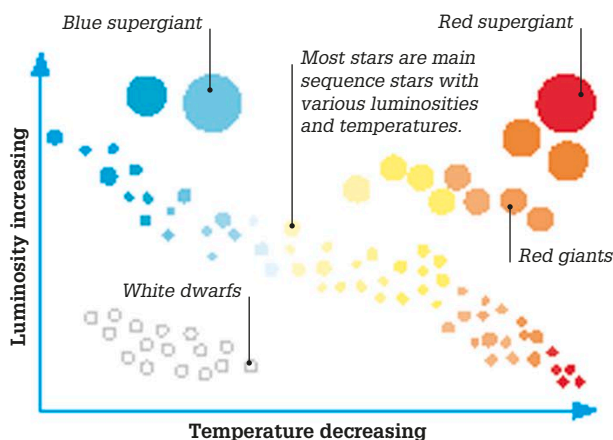 Blue supergiant
Red supergiant
Most stars are main
sequence stars with
various luminosities
and temperatures.
Luminosity increasing
Red giants
White dwarfs
Temperature decreasing